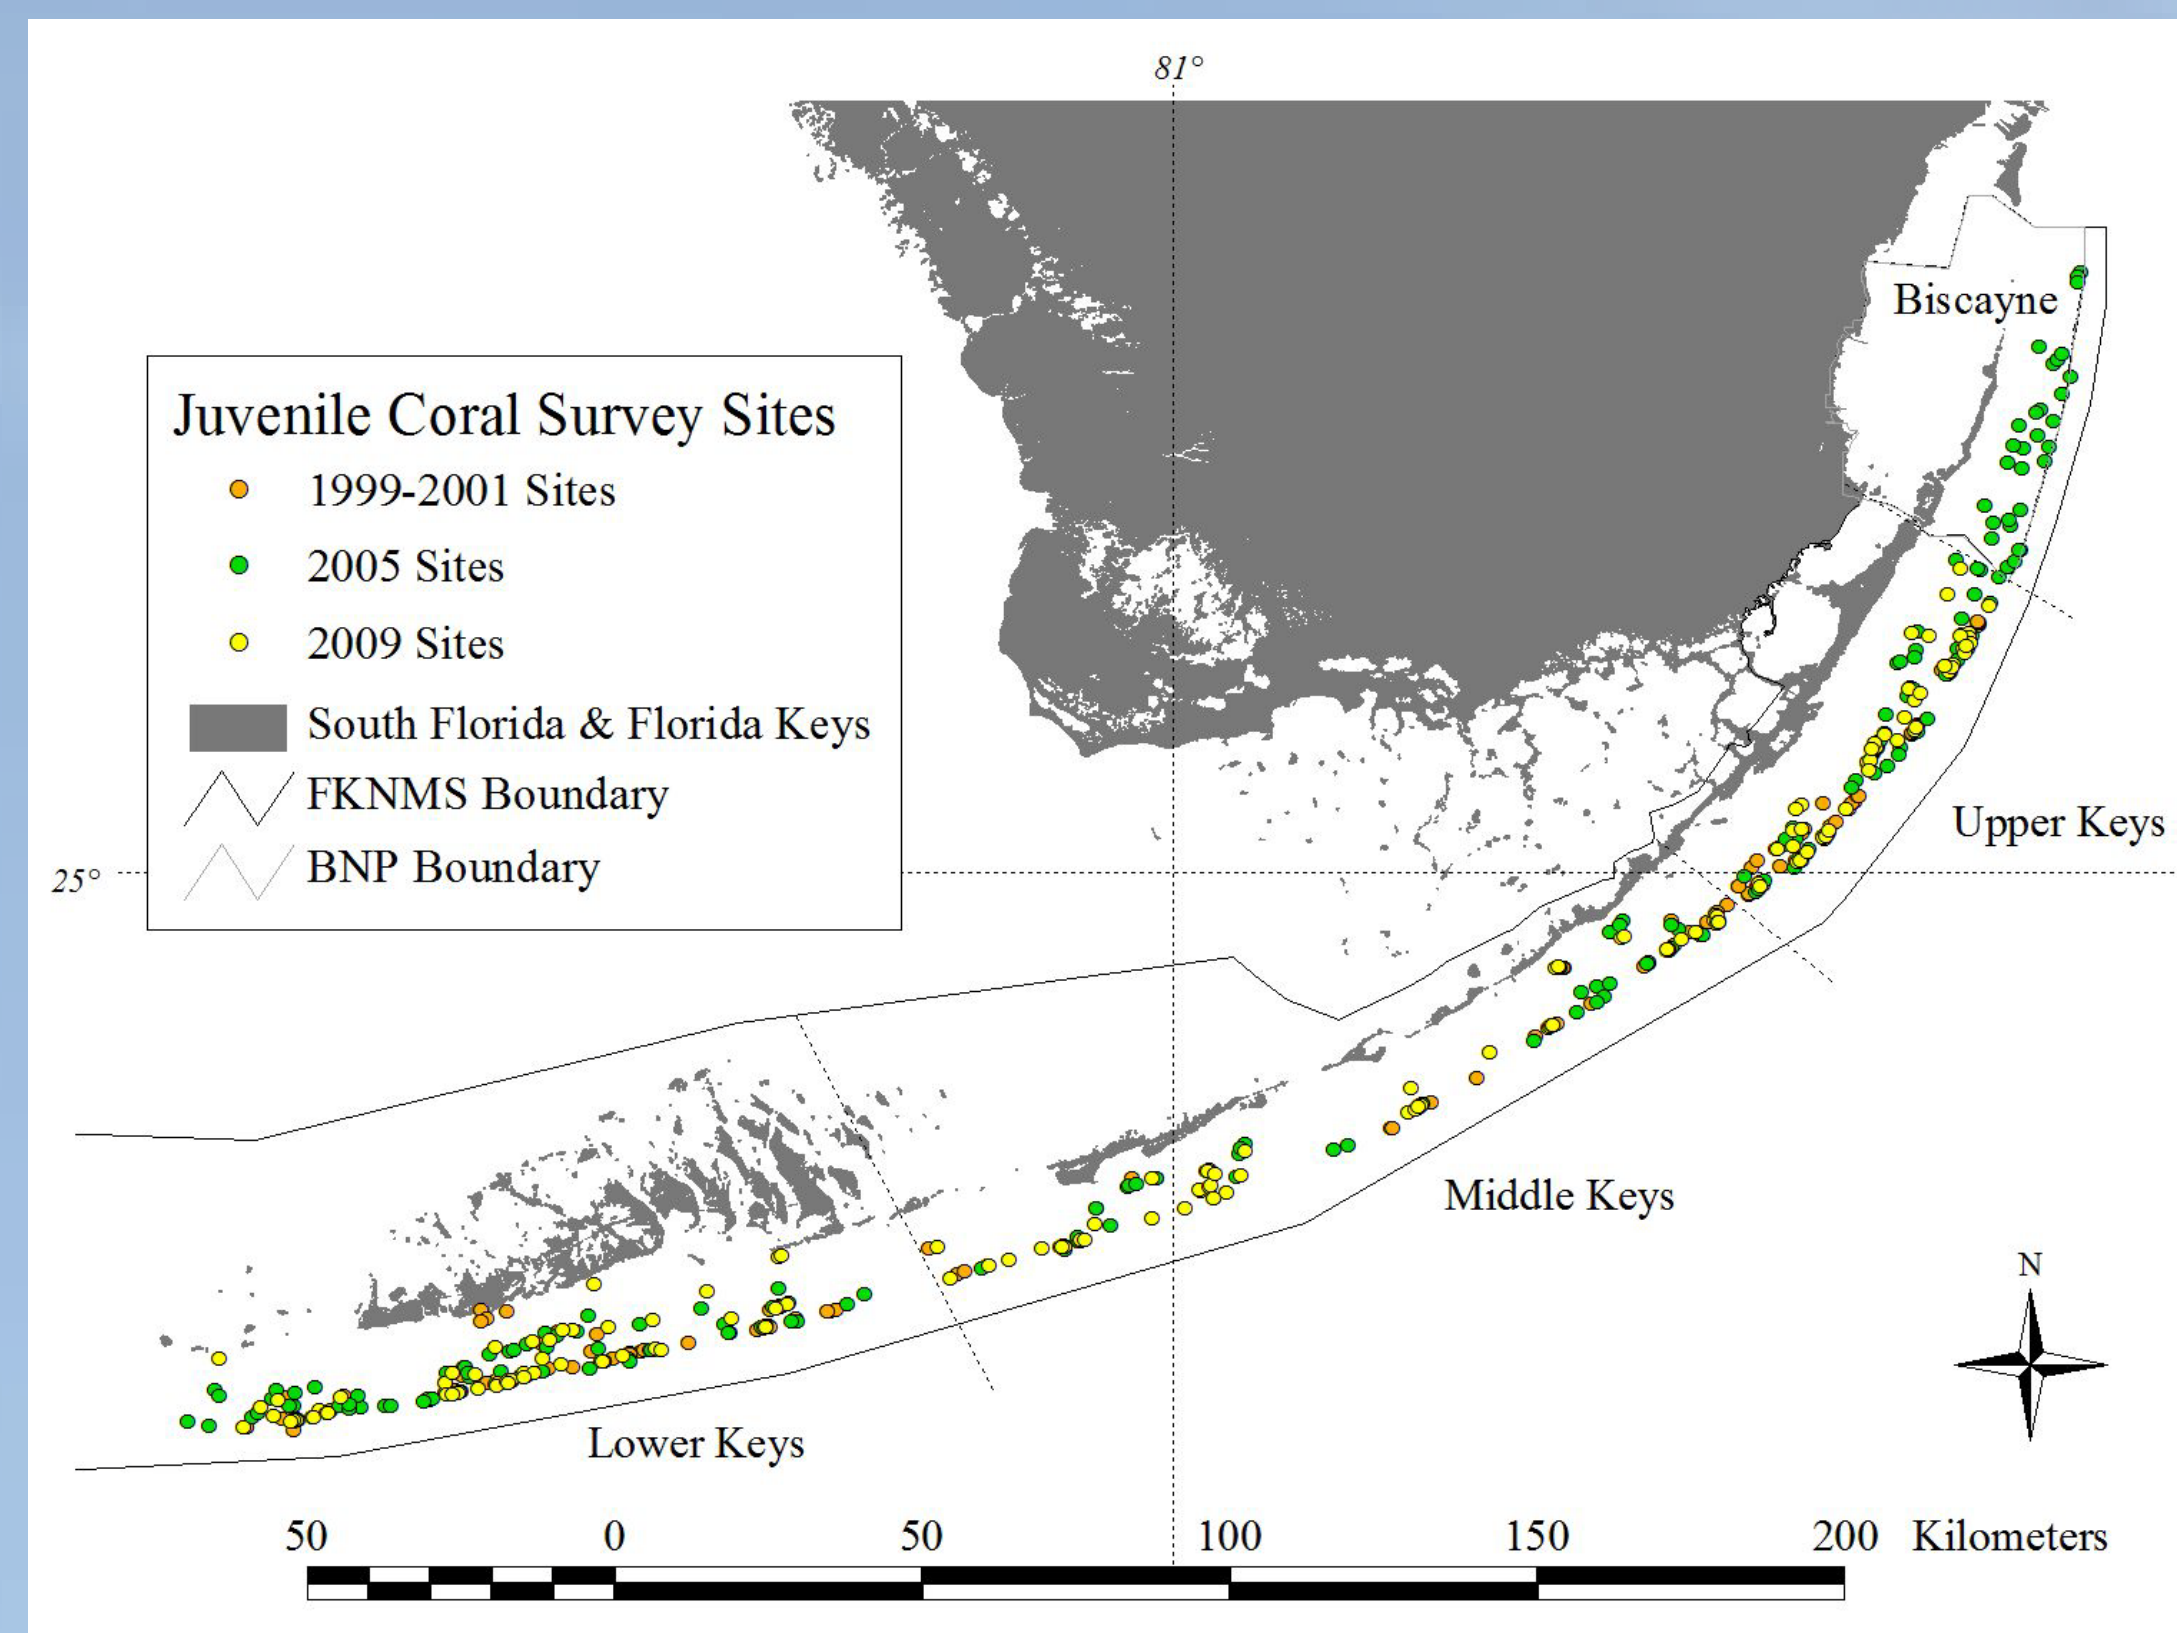 81°
Biscayne
Juvenile Coral Survey Sites
1999-2001 Sites
2005 Sites
2009 Sites
South Florida & Florida Keys
FKNMS Boundary
BNP Boundary
Upper Keys
25°
Middle Keys
N
Lower Keys
50 0 50 100 150 200 Kilometers